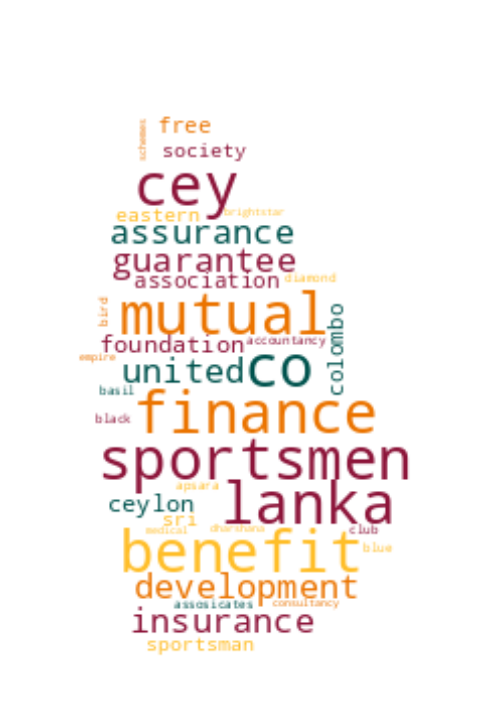 schemes free
society
cey
eastern brightstar
assurance
guarantee
association diamond
bird mutual colombo
foundation accountancy
empire united co
basil finance
black
sportsmen
apsara lanka
ceylon
sri
medical dharshana club
benefit blue
development
assosicates consultancy
insurance
sportsman